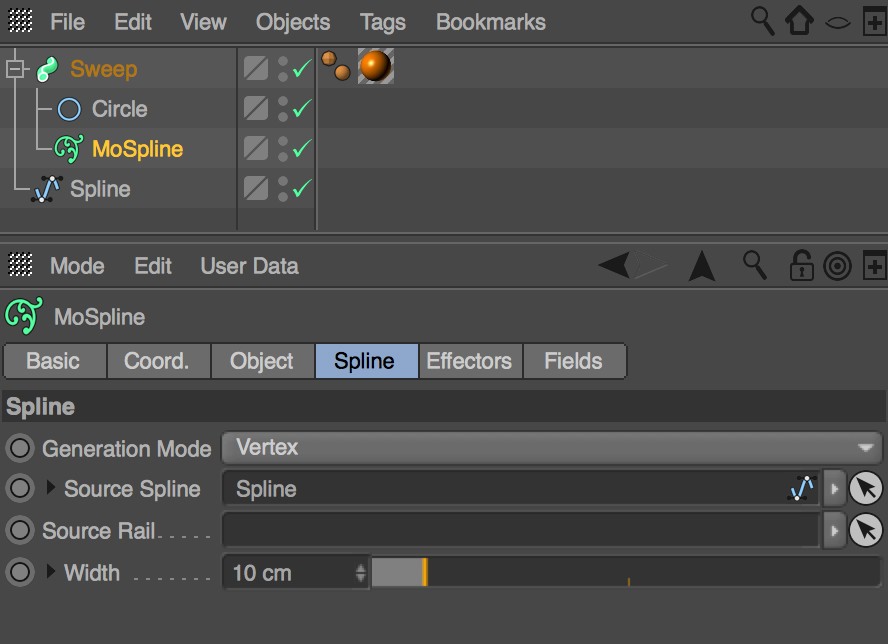 File Edit View Objects Tags Bookmarks
Sweep
Circle
MoSpline
Spline
Mode Edit User Data
MoSpline
Basic Coord. Object Spline Effectors Fields
Spline
Generation Mode Vertex
Source Spline Spline
Source Rail. . . . .
Width . . . . . . . 10 cm